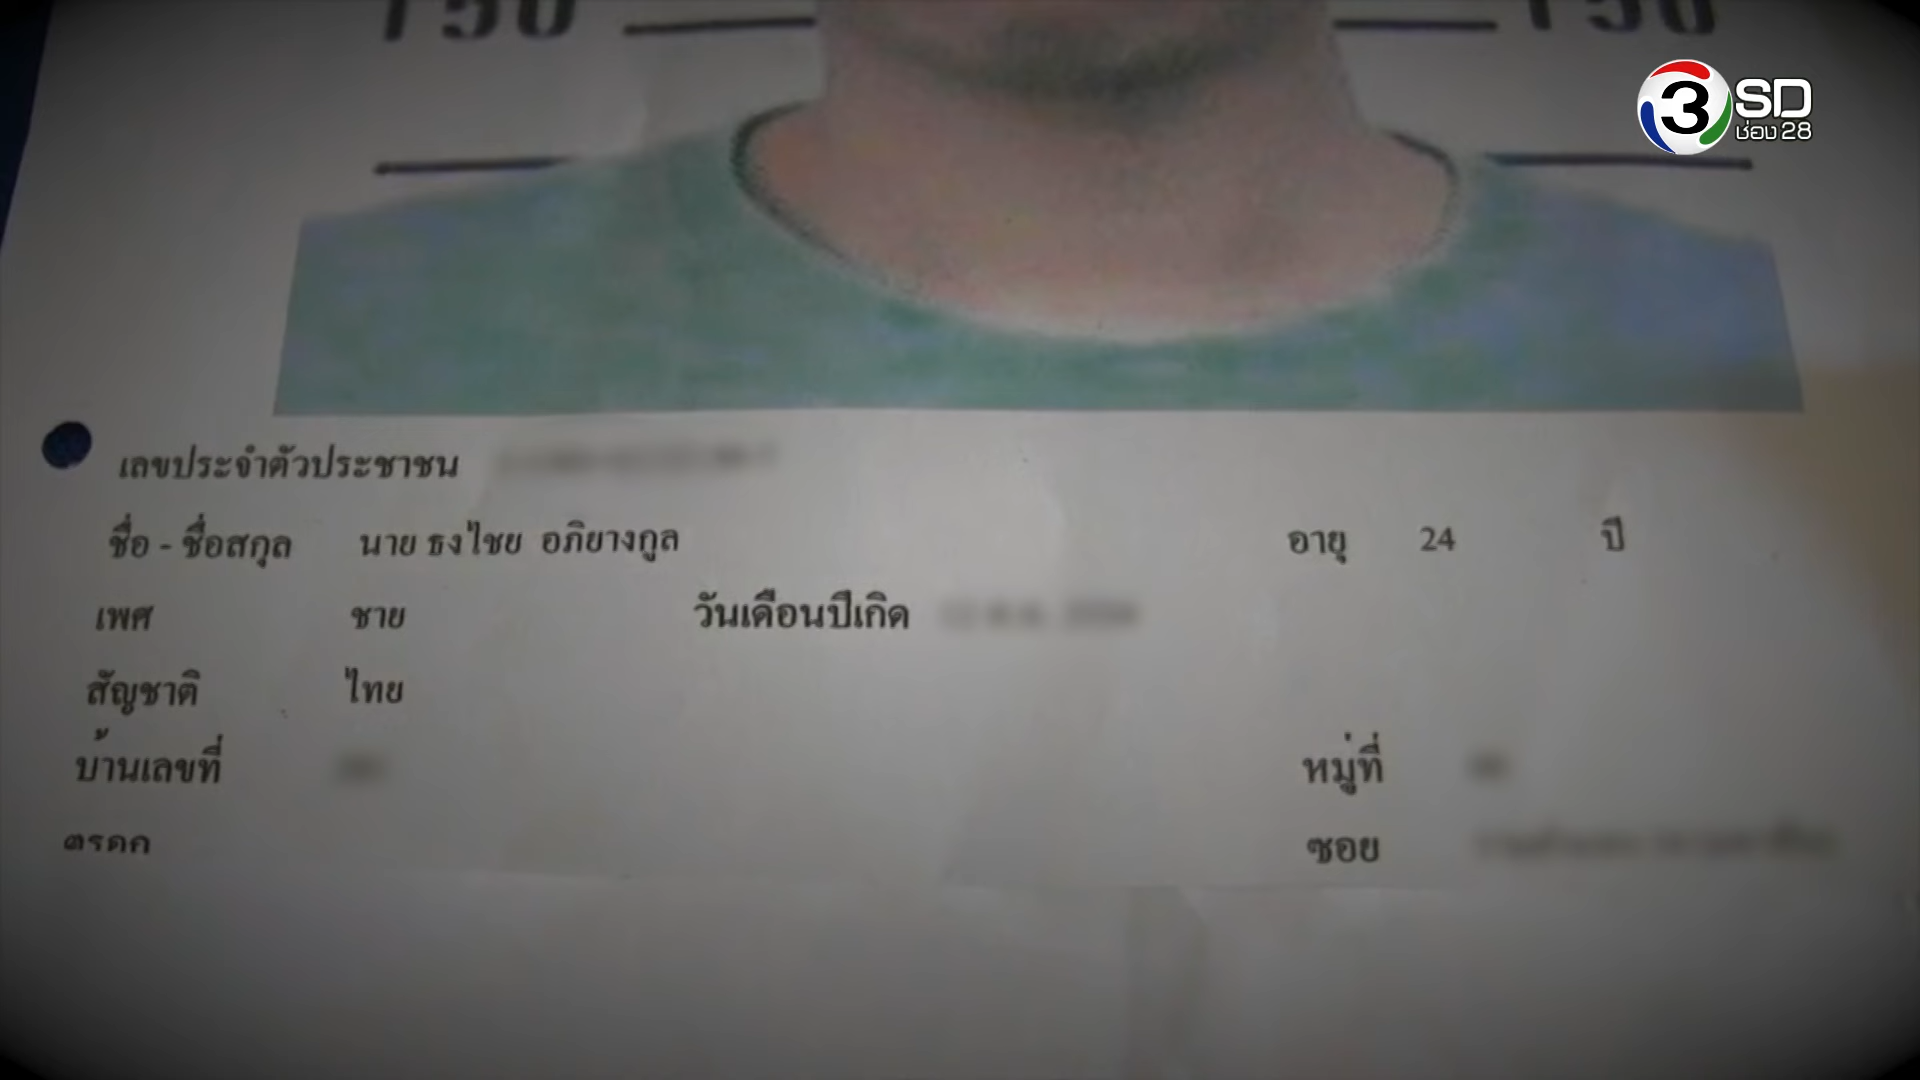 150 150
3 SD
ช่อง 28
เลขประจำตัวประชาชน
ชื่อ - ชื่อสกุล นาย ธงไชย อภิยางกูล อายุ 24 ปี
เพศ ชาย วันเดือนปีเกิด
สัญชาติ ไทย
บ้านเลขที่ หมู่ที่
ตรอก ซอย